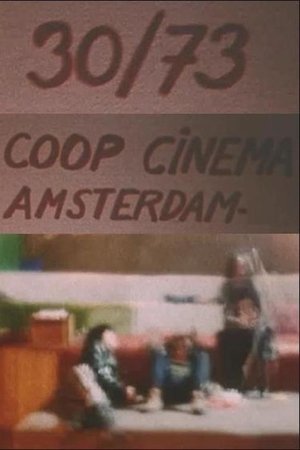 30/73
COOP CiNEMA
AMSTERDAM-